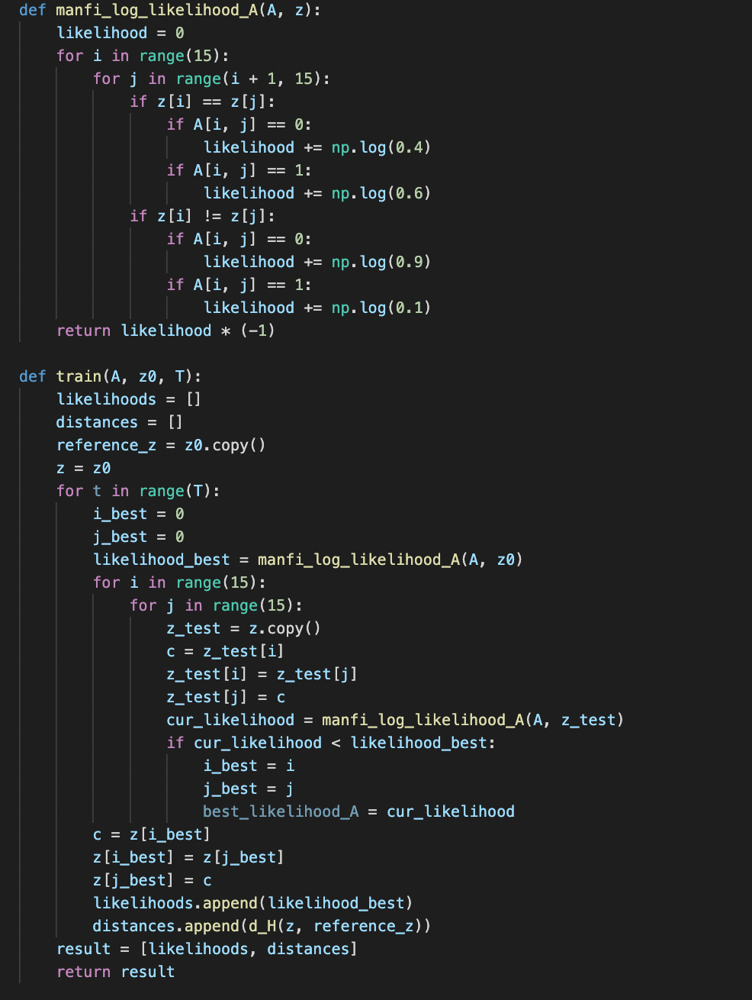 def manfi_log_likelihood_A(A, z):
    likelihood = 0
    for i in range(15):
        for j in range(i + 1, 15):
            if z[i] == z[j]:
                if A[i, j] == 0:
                    likelihood += np.log(0.4)
                if A[i, j] == 1:
                    likelihood += np.log(0.6)
            if z[i] != z[j]:
                if A[i, j] == 0:
                    likelihood += np.log(0.9)
                if A[i, j] == 1:
                    likelihood += np.log(0.1)
    return likelihood * (-1)

def train(A, z0, T):
    likelihoods = []
    distances = []
    reference_z = z0.copy()
    z = z0
    for t in range(T):
        i_best = 0
        j_best = 0
        likelihood_best = manfi_log_likelihood_A(A, z0)
        for i in range(15):
            for j in range(15):
                z_test = z.copy()
                c = z_test[i]
                z_test[i] = z_test[j]
                z_test[j] = c
                cur_likelihood = manfi_log_likelihood_A(A, z_test)
                if cur_likelihood < likelihood_best:
                    i_best = i
                    j_best = j
                    best_likelihood_A = cur_likelihood
        c = z[i_best]
        z[i_best] = z[j_best]
        z[j_best] = c
        likelihoods.append(likelihood_best)
        distances.append(d_H(z, reference_z))
    result = [likelihoods, distances]
    return result